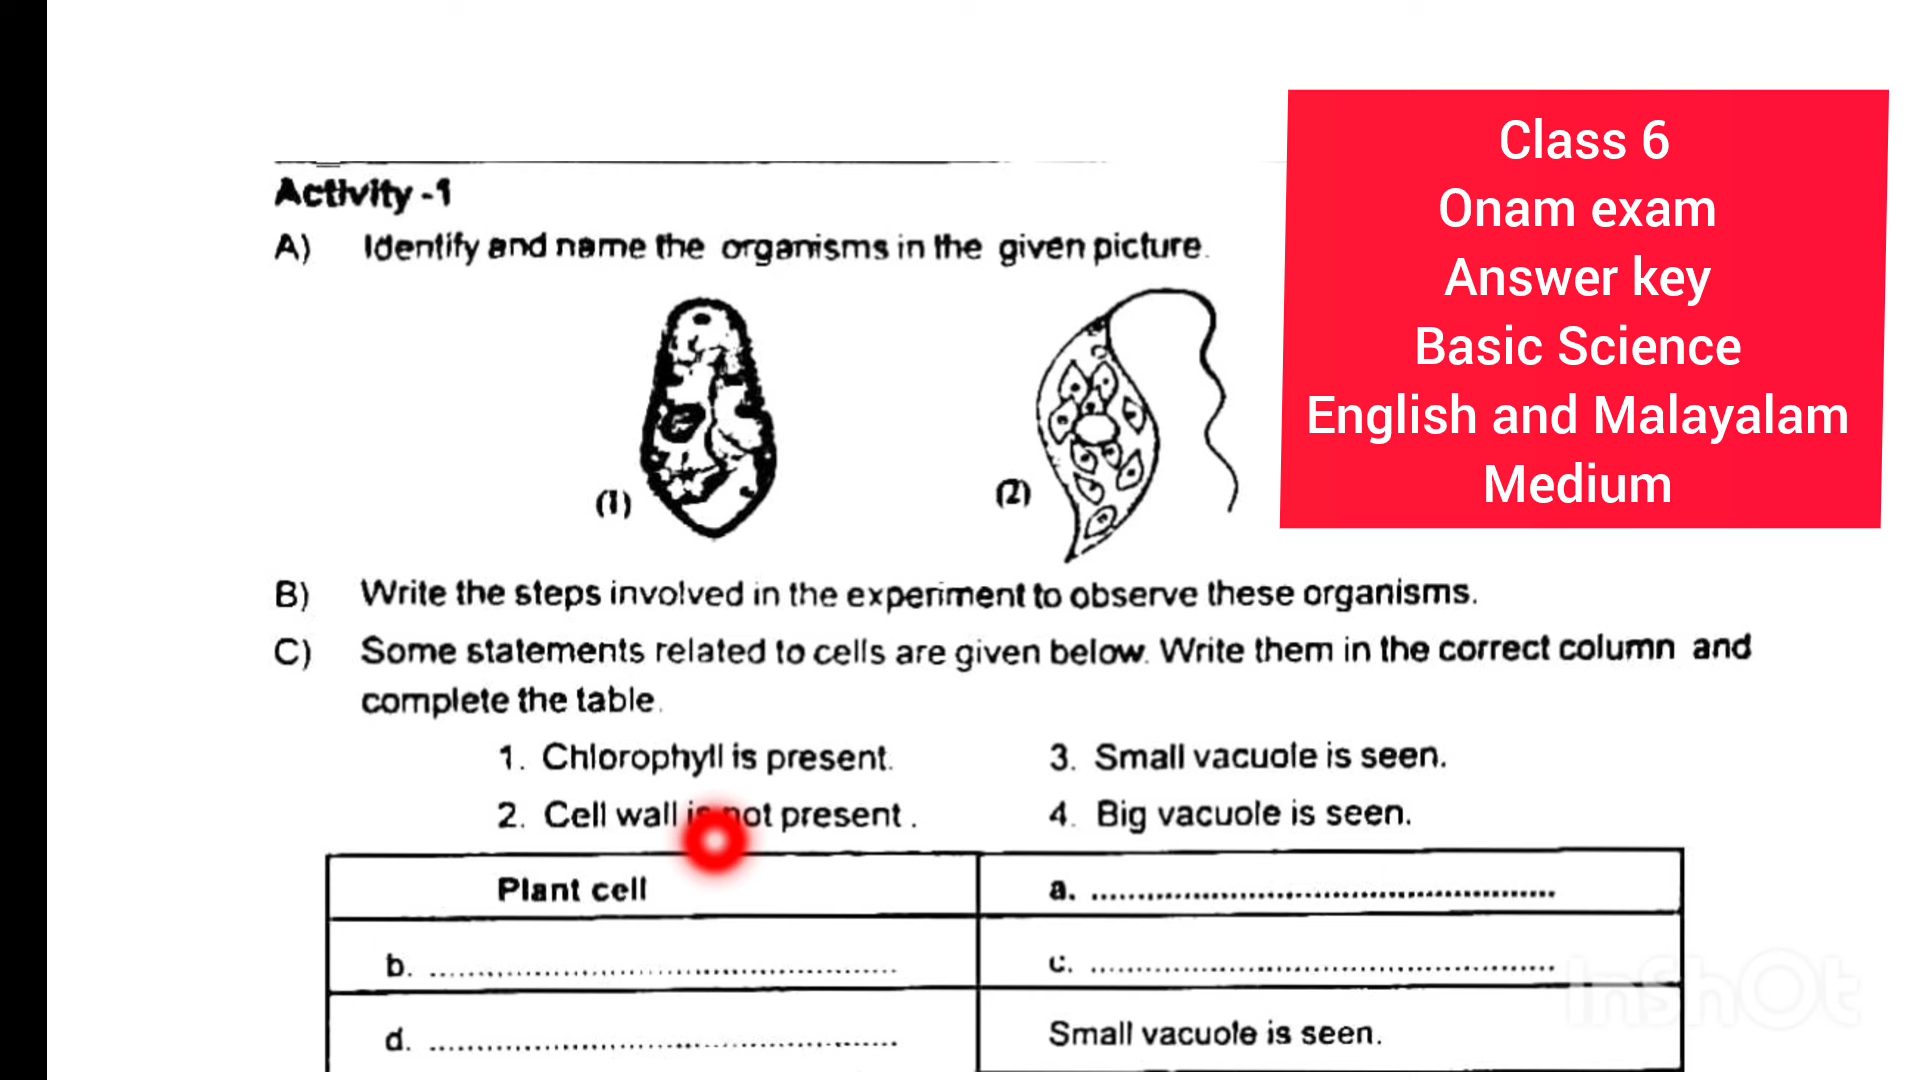 Class 6
Onam exam
Answer key
Basic Science
English and Malayalam
Medium
Activity -1
A) Identify and name the organisms in the given picture.
(1)
(2)
B) Write the steps involved in the experiment to observe these organisms.
C) Some statements related to cells are given below. Write them in the correct column and
complete the table.
1. Chlorophyll is present.
3. Small vacuole is seen.
2. Cell wall is not present .
4. Big vacuole is seen.
Plant cell
a. ................................................
b. ................................................
c. ................................................
d. ................................................
Small vacuole is seen.
InShOt